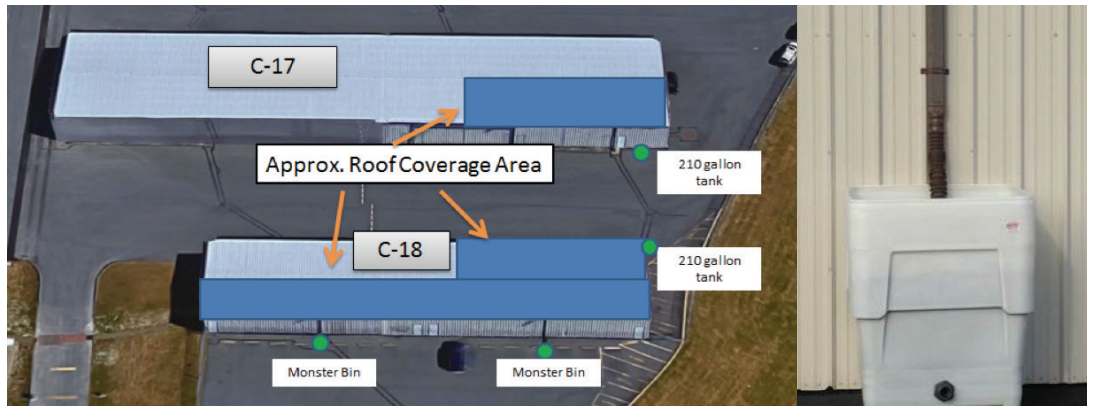 C-17
Approx. Roof Coverage Area
210 gallon
tank
C-18
210 gallon
tank
Monster Bin
Monster Bin